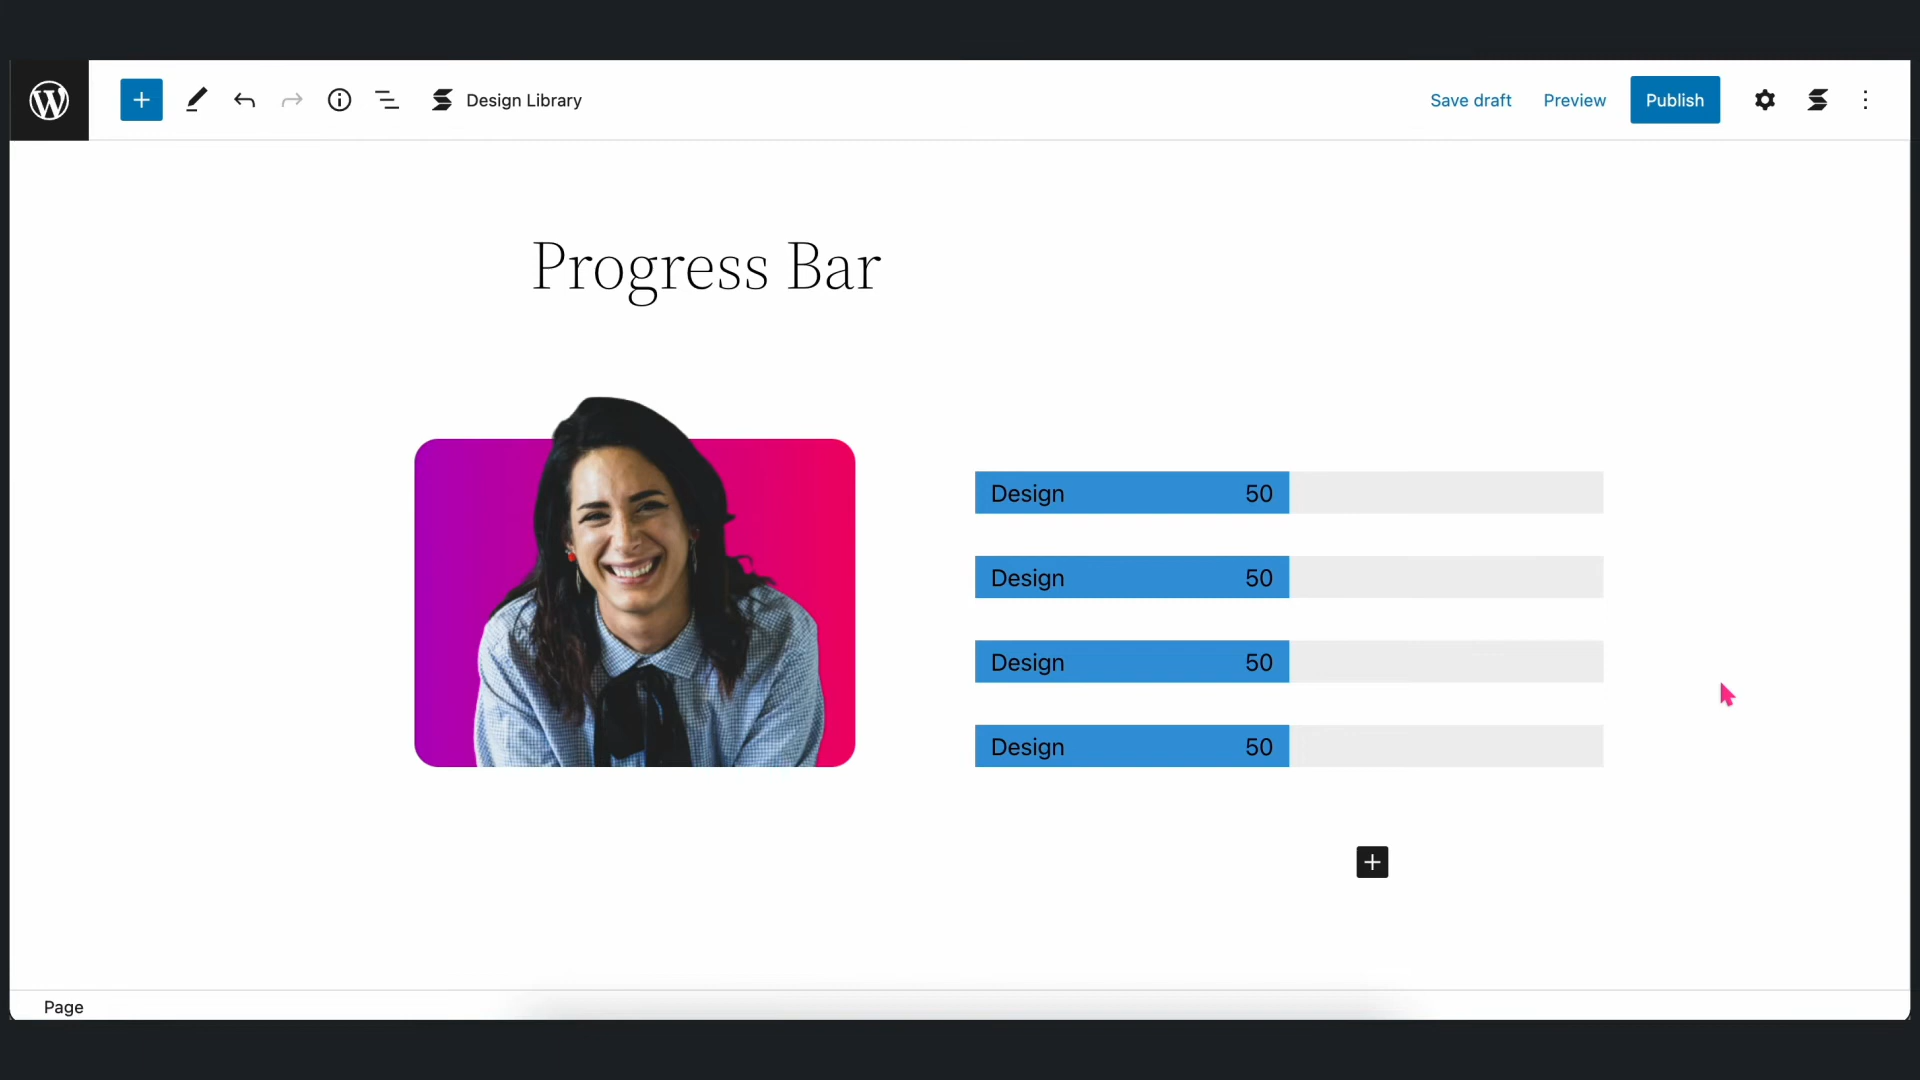 Design Library
Save draft
Preview
Publish
Progress Bar
Design 50
Design 50
Design 50
Design 50
Page